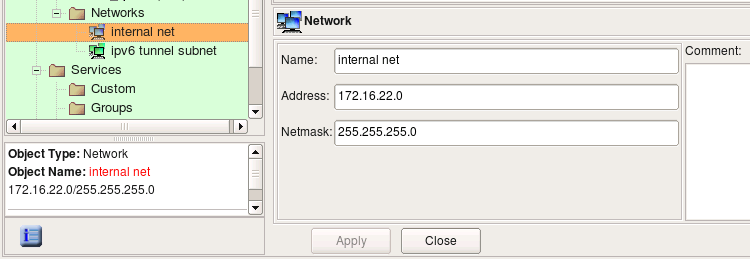 Networks
internal net
ipv6 tunnel subnet
Services
Custom
Groups
Object Type: Network
Object Name: internal net
172.16.22.0/255.255.255.0
Network
Name: internal net
Address: 172.16.22.0
Netmask: 255.255.255.0
Comment:
Apply Close